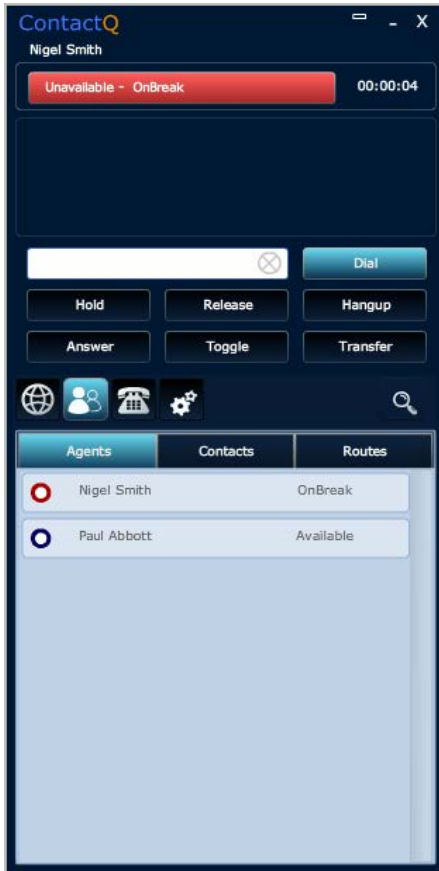 ContactQ
Nigel Smith
Unavailable - OnBreak 00:00:04
Dial
Hold Release Hangup
Answer Toggle Transfer
Agents Contacts Routes
Nigel Smith OnBreak
Paul Abbott Available